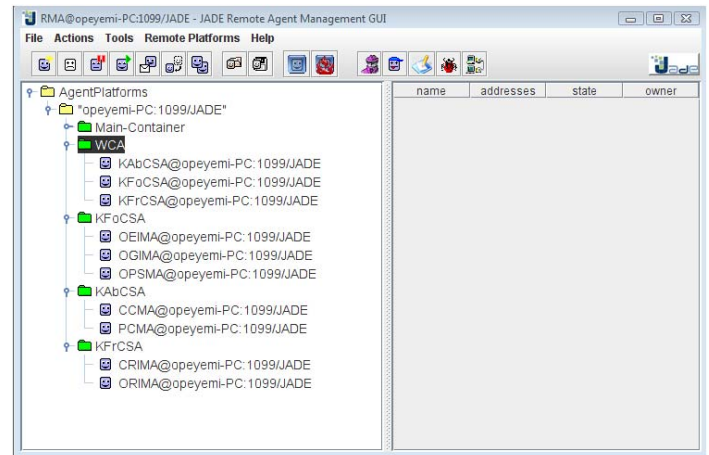 RMA@opeyemi-PC:1099/JADE - JADE Remote Agent Management GUI
File Actions Tools Remote Platforms Help
Jade
AgentPlatforms
name addresses state owner
"opeyemi-PC:1099/JADE"
Main-Container
WCA
KAbCSA@opeyemi-PC:1099/JADE
KFoCSA@opeyemi-PC:1099/JADE
KFrCSA@opeyemi-PC:1099/JADE
KFoCSA
OEIMA@opeyemi-PC:1099/JADE
OGIMA@opeyemi-PC:1099/JADE
OPSMA@opeyemi-PC:1099/JADE
KAbCSA
CCMA@opeyemi-PC:1099/JADE
PCMA@opeyemi-PC:1099/JADE
KFrCSA
CRIMA@opeyemi-PC:1099/JADE
ORIMA@opeyemi-PC:1099/JADE